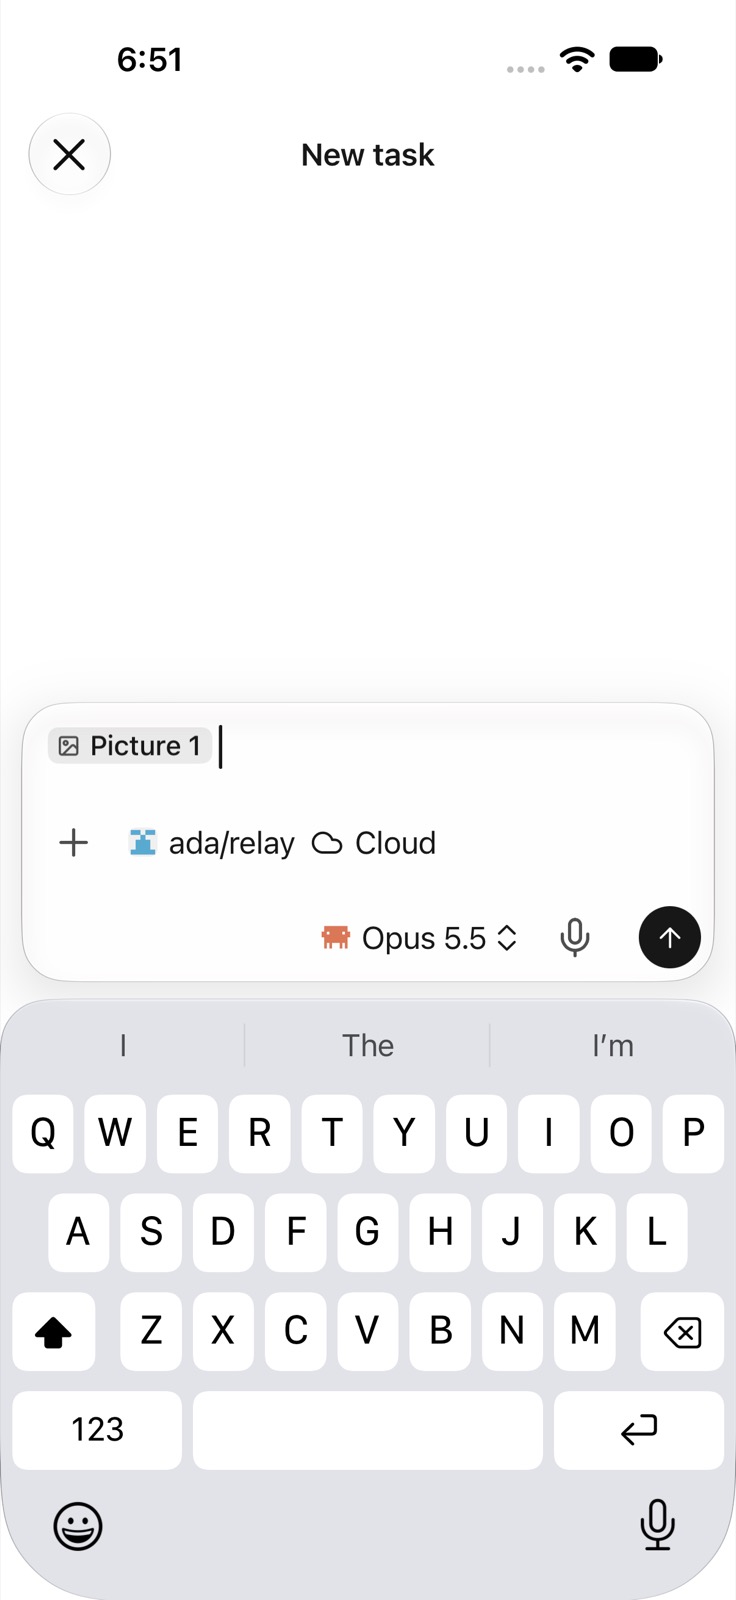 6:51
New task
Picture 1
ada/relay Cloud
Opus 5.5
I The I'm
Q W E R T Y U I O P
A S D F G H J K L
Z X C V B N M
123